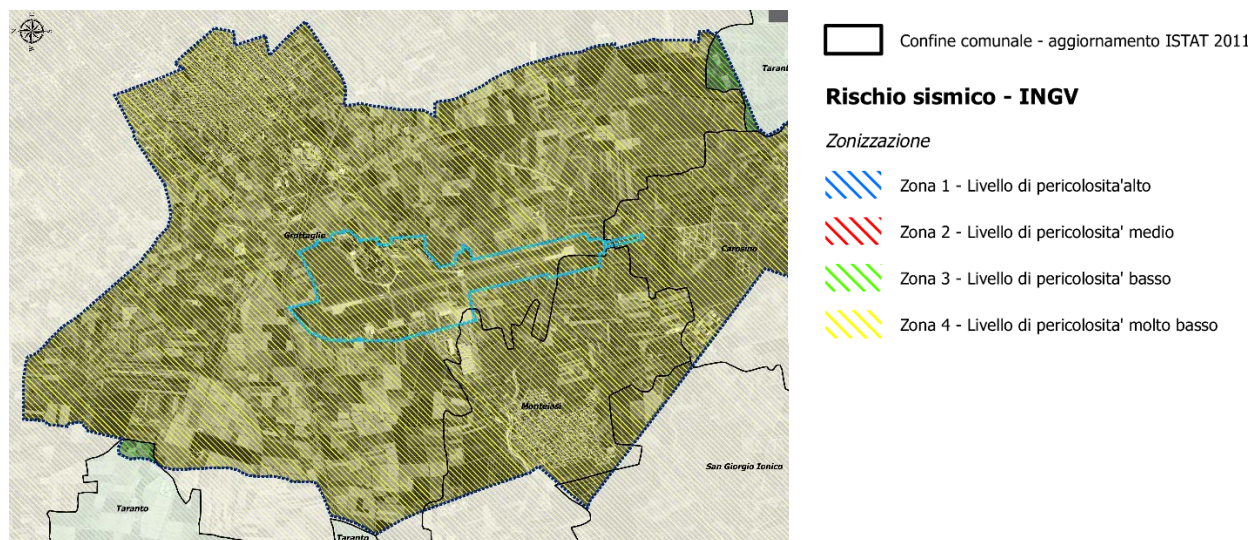 Taranto
Grottaglie
Carosino
Monteiasi
San Giorgio Ionico
Taranto
Taranto
Confine comunale - aggiornamento ISTAT 2011
Rischio sismico - INGV
Zonizzazione
Zona 1 - Livello di pericolosita'alto
Zona 2 - Livello di pericolosita' medio
Zona 3 - Livello di pericolosita' basso
Zona 4 - Livello di pericolosita' molto basso